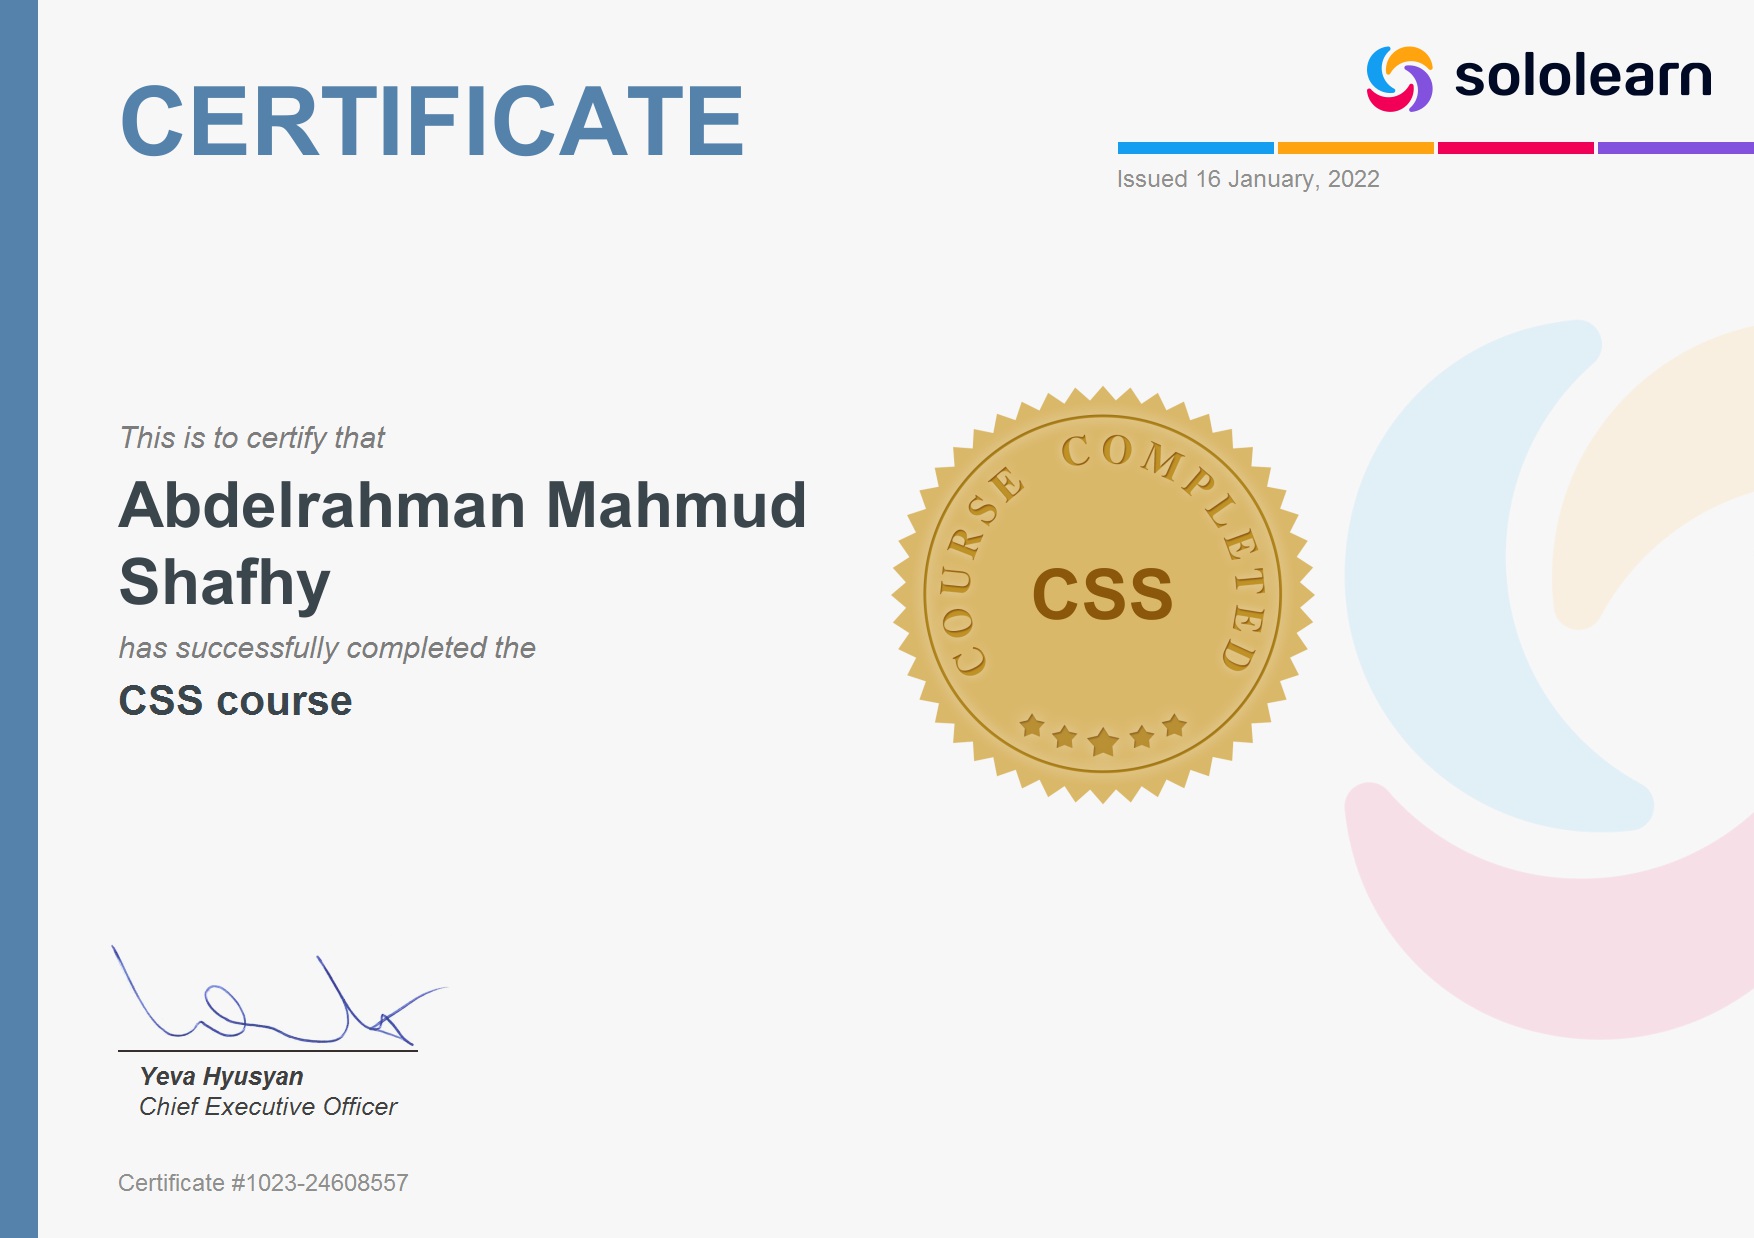 CERTIFICATE
sololearn
Issued 16 January, 2022
This is to certify that
Abdelrahman Mahmud
Shafhy
has successfully completed the
CSS course
COURSE COMPLETED
CSS
Yeva Hyusyan
Chief Executive Officer
Certificate #1023-24608557